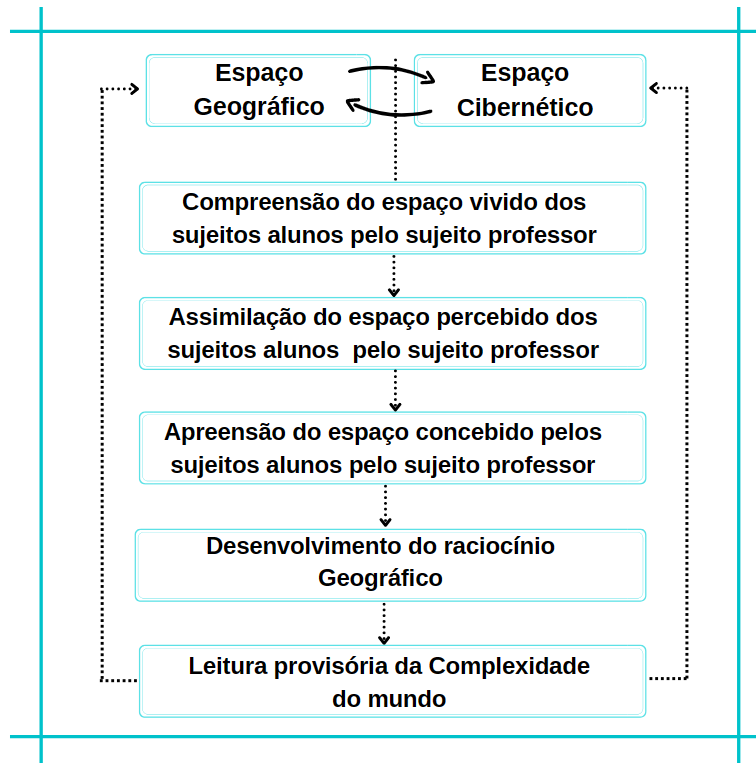 Espaço
Geográfico
Espaço
Cibernético
Compreensão do espaço vivido dos
sujeitos alunos pelo sujeito professor
Assimilação do espaço percebido dos
sujeitos alunos  pelo sujeito professor
Apreensão do espaço concebido pelos
sujeitos alunos pelo sujeito professor
Desenvolvimento do raciocínio
Geográfico
Leitura provisória da Complexidade
do mundo